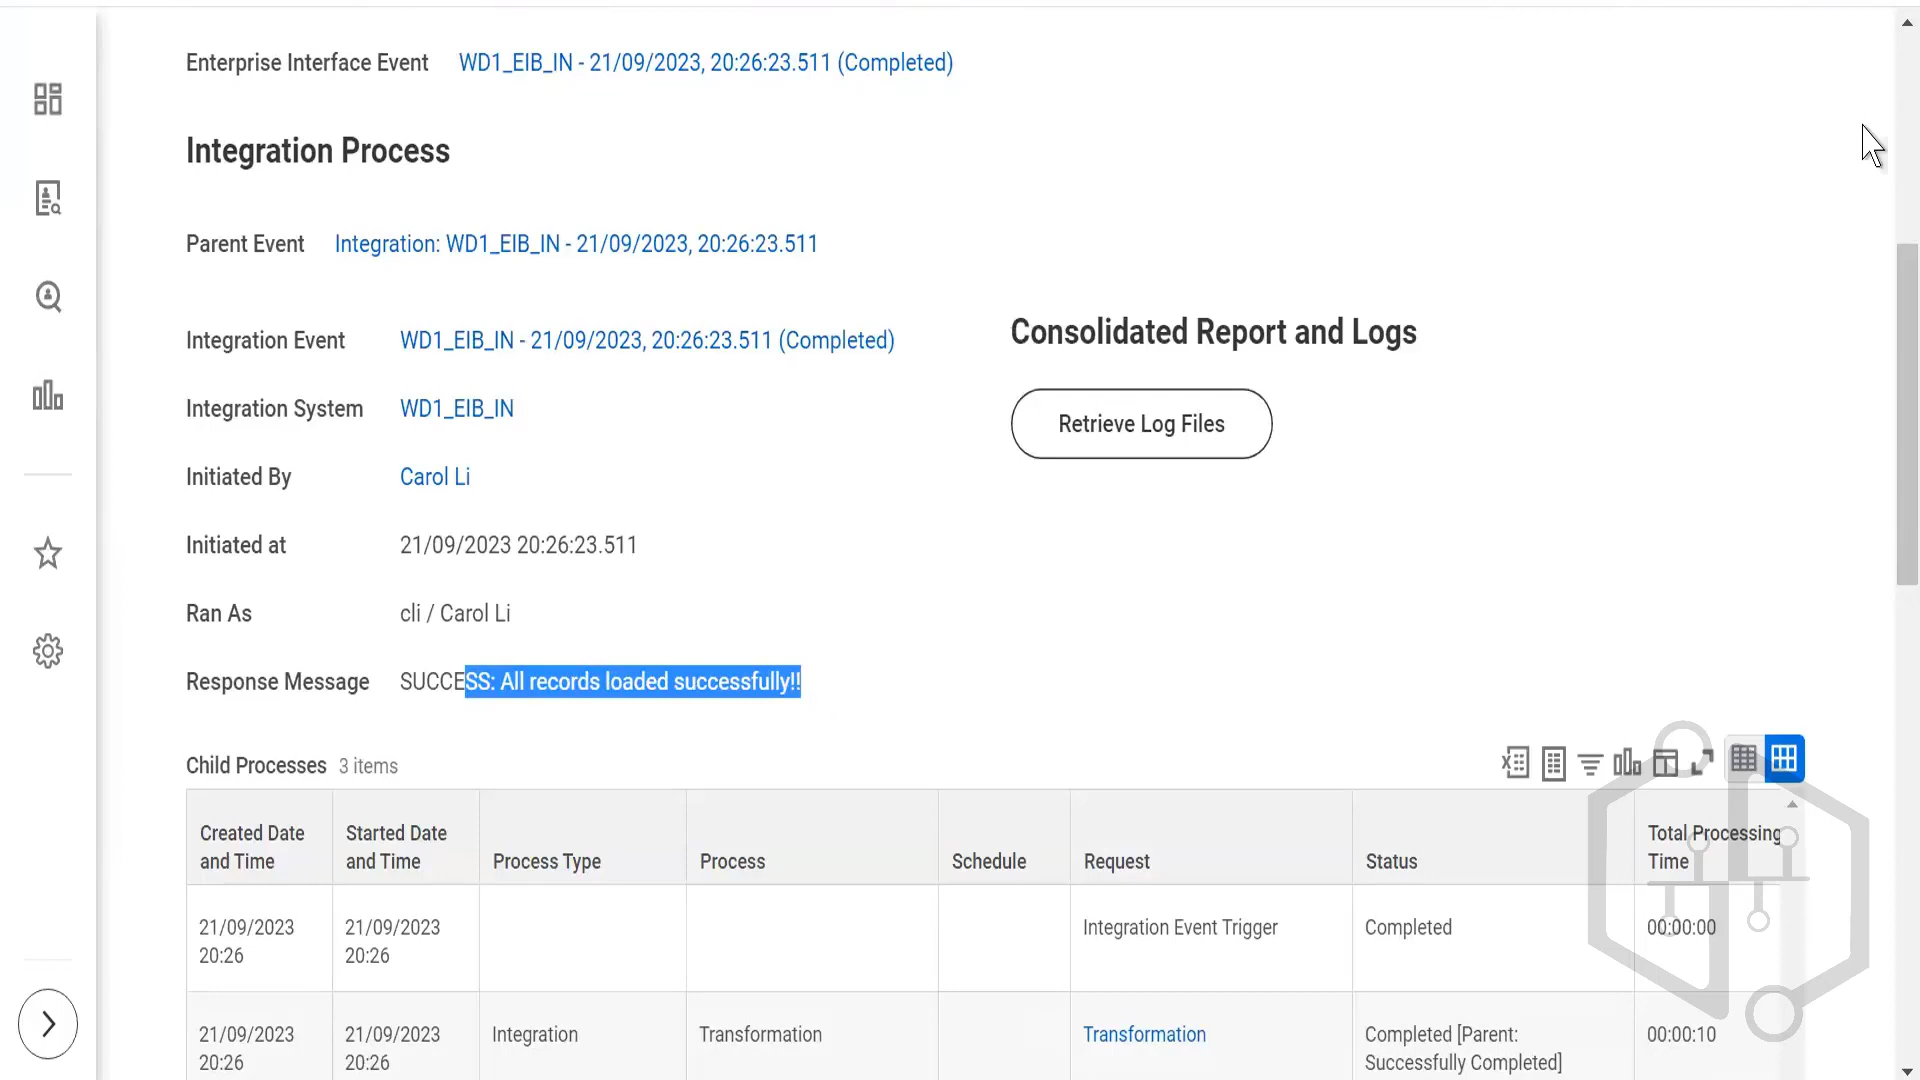 Enterprise Interface Event WD1_EIB_IN - 21/09/2023, 20:26:23.511 (Completed)
Integration Process
Parent Event Integration: WD1_EIB_IN - 21/09/2023, 20:26:23.511
Integration Event WD1_EIB_IN - 21/09/2023, 20:26:23.511 (Completed)
Integration System WD1_EIB_IN
Initiated By Carol Li
Initiated at 21/09/2023 20:26:23.511
Ran As cli / Carol Li
Response Message SUCCESS: All records loaded successfully!!
Consolidated Report and Logs
Retrieve Log Files
Child Processes 3 items
Created Date and Time
Started Date and Time
Process Type
Process
Schedule
Request
Status
Total Processing Time
21/09/2023 20:26
21/09/2023 20:26
Integration Event Trigger
Completed
00:00:00
21/09/2023 20:26
21/09/2023 20:26
Integration
Transformation
Transformation
Completed [Parent: Successfully Completed]
00:00:10